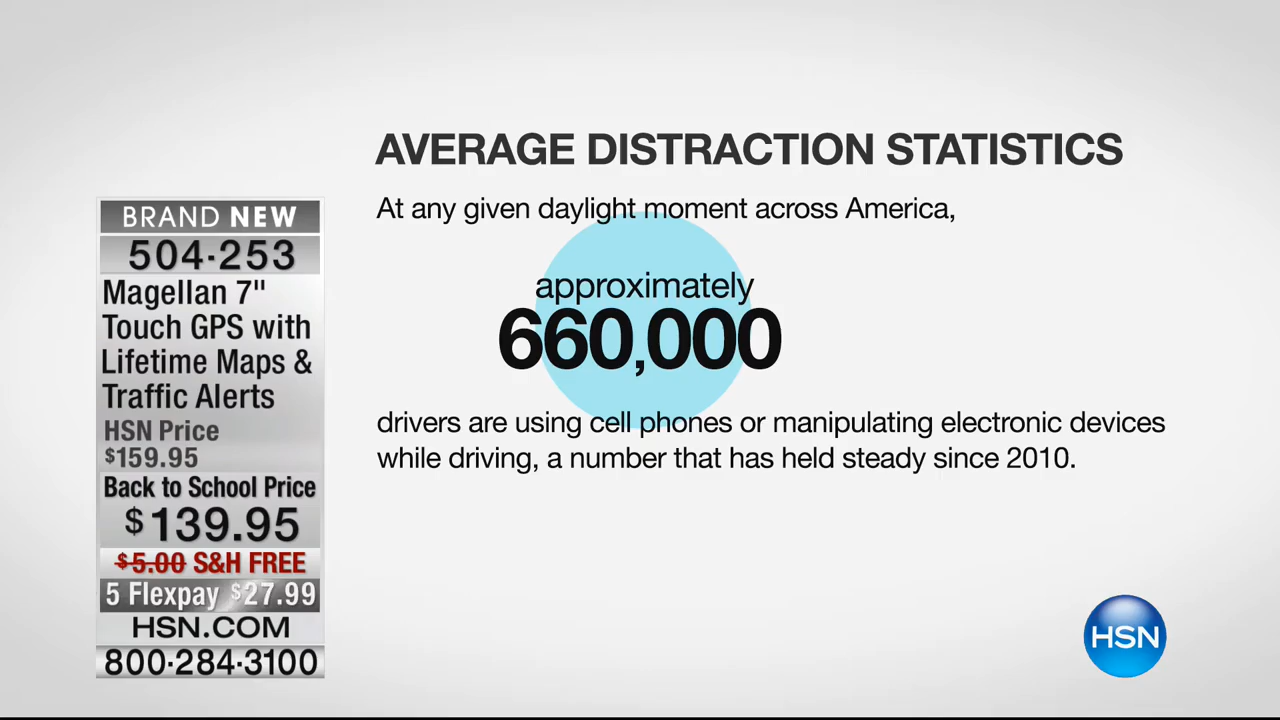 AVERAGE DISTRACTION STATISTICS
At any given daylight moment across America,
approximately
660,000
drivers are using cell phones or manipulating electronic devices
while driving, a number that has held steady since 2010.
BRAND NEW
504·253
Magellan 7"
Touch GPS with
Lifetime Maps &
Traffic Alerts
HSN Price
$159.95
Back to School Price
$139.95
$5.00 S&H FREE
5 Flexpay $27.99
HSN.COM
800·284·3100
HSN